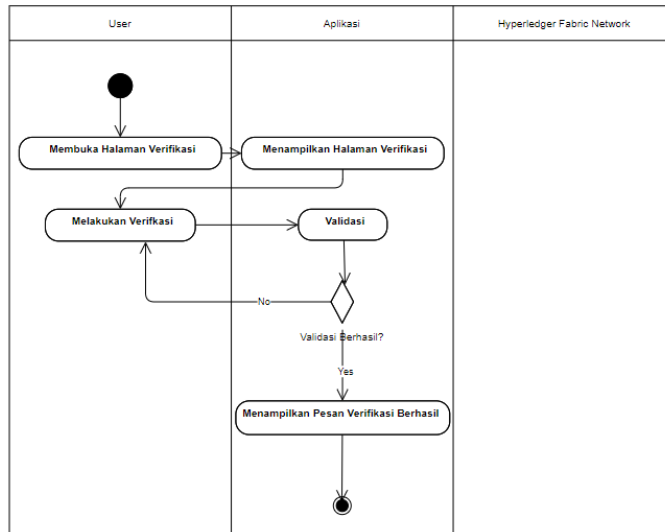 User
Aplikasi
Hyperledger Fabric Network
Membuka Halaman Verifikasi
Menampilkan Halaman Verifikasi
Melakukan Verifkasi
Validasi
No
Validasi Berhasil?
Yes
Menampilkan Pesan Verifikasi Berhasil